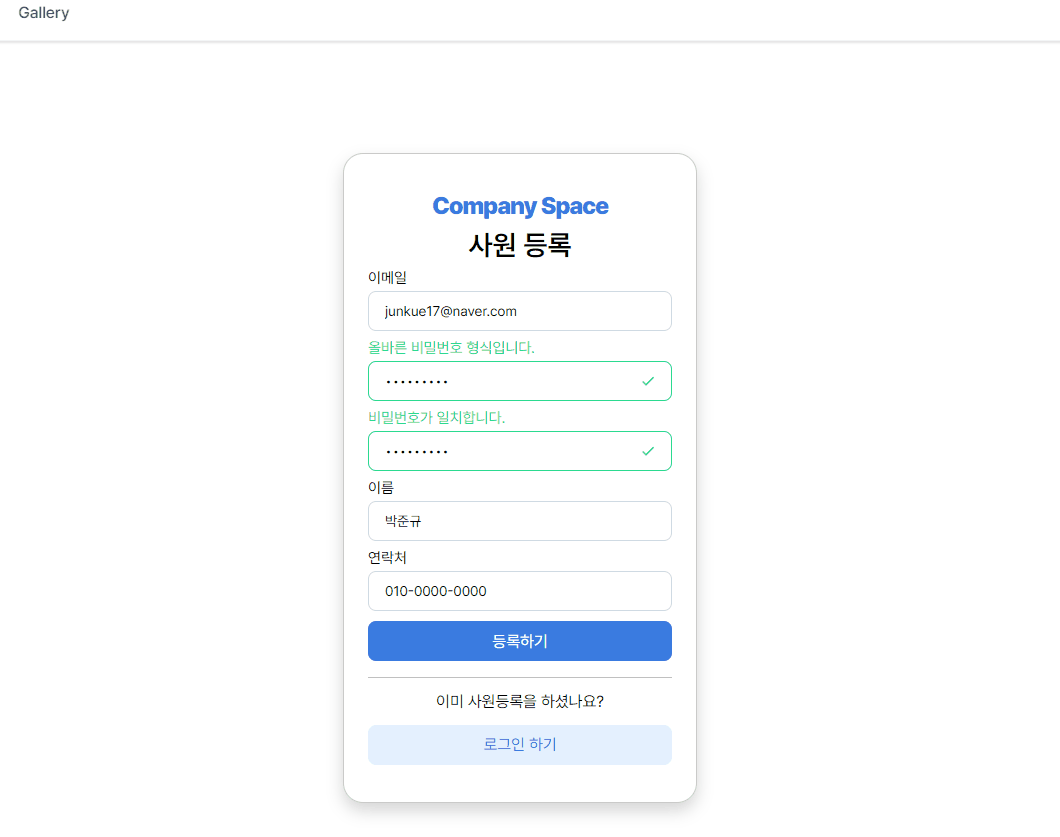 Gallery
Company Space
사원 등록
이메일
junkue17@naver.com
올바른 비밀번호 형식입니다.
•••••••••
비밀번호가 일치합니다.
•••••••••
이름
박준규
연락처
010-0000-0000
등록하기
이미 사원등록을 하셨나요?
로그인 하기